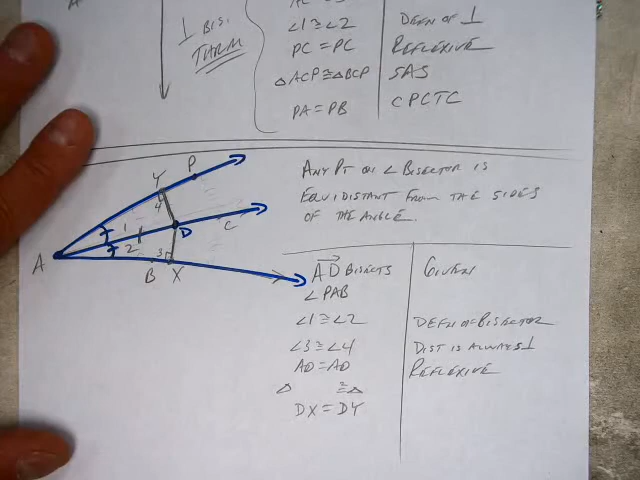 ⊥ BIS.
THRM
∠1≅∠2 DEFN OF ⊥
PC = PC REFLEXIVE
△ACP≅△BCP SAS
PA = PB CPCTC
ANY PT ON ∠ BISECTOR IS
EQUIDISTANT FROM THE SIDES
OF THE ANGLE.
Y
P
4
1
D
C
2
3
A
B X
AD BISECTS GIVEN
∠PAB
∠1≅∠2 DEFN OF BISECTOR
∠3≅∠4 DIST IS ALWAYS ⊥
AD=AD REFLEXIVE
△ ≅△
DX = DY